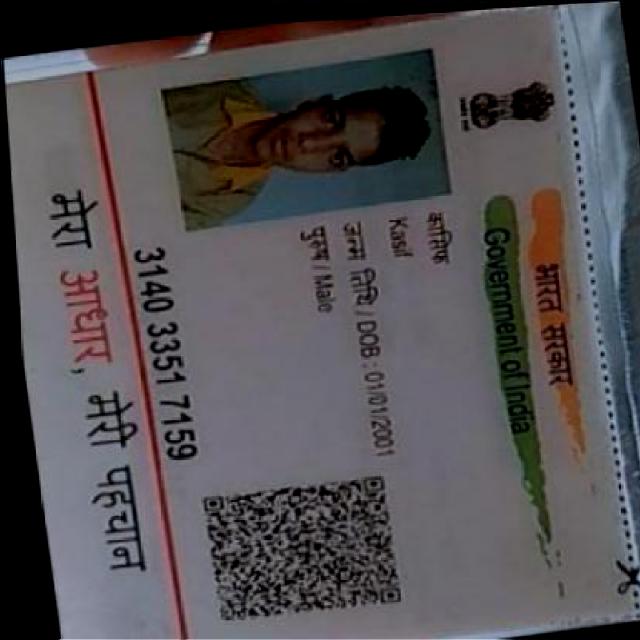 भारत सरकार
Government of India
कासिफ
Kasif
जन्म तिथि / DOB : 01/01/2001
पुरुष / Male
3140 3351 7159
मेरा आधार, मेरी पहचान